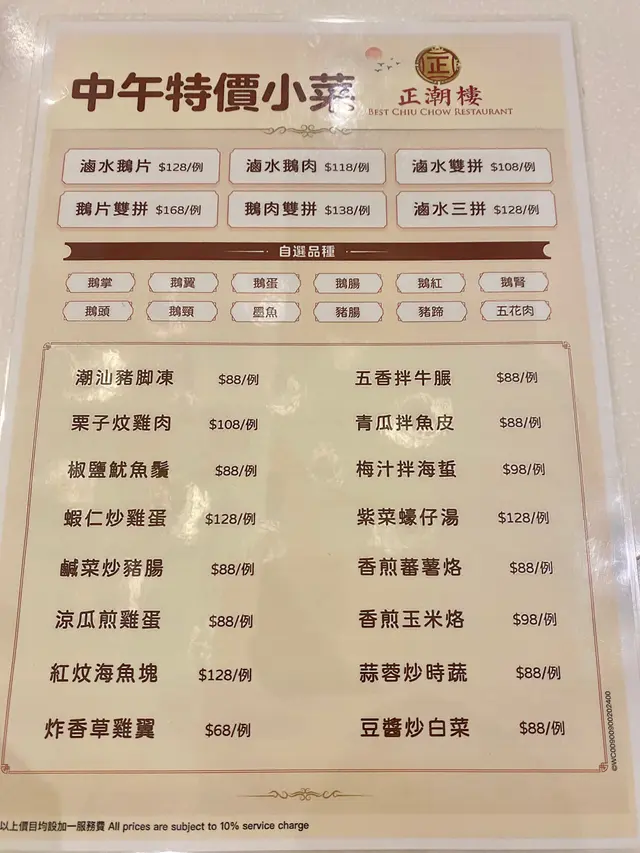 中午特價小菜
正
正潮樓
BEST CHIU CHOW RESTAURANT
滷水鵝片 $128/例 滷水鵝肉 $118/例 滷水雙拼 $108/例
鵝片雙拼 $168/例 鵝肉雙拼 $138/例 滷水三拼 $128/例
自選品種
鵝掌 鵝翼 鵝蛋 鵝腸 鵝紅 鵝腎
鵝頭 鵝頸 墨魚 豬腸 豬蹄 五花肉
潮汕豬脚凍 $88/例 五香拌牛𦟌 $88/例
栗子炆雞肉 $108/例 青瓜拌魚皮 $88/例
椒鹽魷魚鬚 $88/例 梅汁拌海蜇 $98/例
蝦仁炒雞蛋 $128/例 紫菜蠔仔湯 $128/例
鹹菜炒豬腸 $88/例 香煎蕃薯烙 $88/例
涼瓜煎雞蛋 $88/例 香煎玉米烙 $98/例
紅炆海魚塊 $128/例 蒜蓉炒時蔬 $88/例
炸香草雞翼 $68/例 豆醬炒白菜 $88/例
©WC00900900202400
以上價目均設加一服務費 All prices are subject to 10% service charge